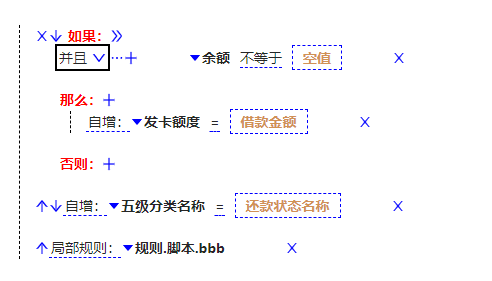 X ↓ 如果: »
并且 ∨ ··· + ▼余额 不等于 空值 X
那么: +
自增: ▼发卡额度 = 借款金额 X
否则: +
↑↓自增: ▼五级分类名称 = 还款状态名称 X
↑局部规则: ▼规则.脚本.bbb X